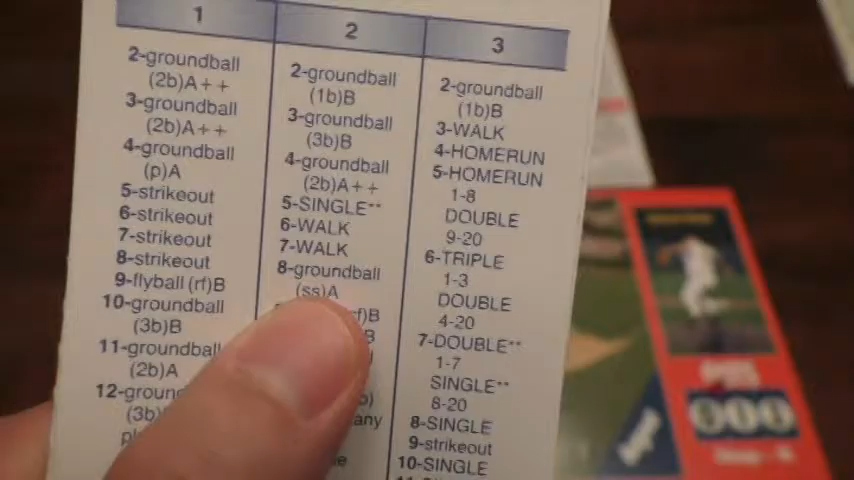 1
2-groundball
(2b)A++
3-groundball
(2b)A++
4-groundball
(p)A
5-strikeout
6-strikeout
7-strikeout
8-strikeout
9-flyball (rf)B
10-groundball
(3b)B
11-groundball
(2b)A
12-groun
(3b)
2
2-groundball
(1b)B
3-groundball
(3b)B
4-groundball
(2b)A++
5-SINGLE**
6-WALK
7-WALK
8-groundball
(ss)A
)B
B
any
3
2-groundball
(1b)B
3-WALK
4-HOMERUN
5-HOMERUN
1-8
DOUBLE
9-20
6-TRIPLE
1-3
DOUBLE
4-20
7-DOUBLE**
1-7
SINGLE**
8-20
8-SINGLE
9-strikeout
10-SINGLE
000